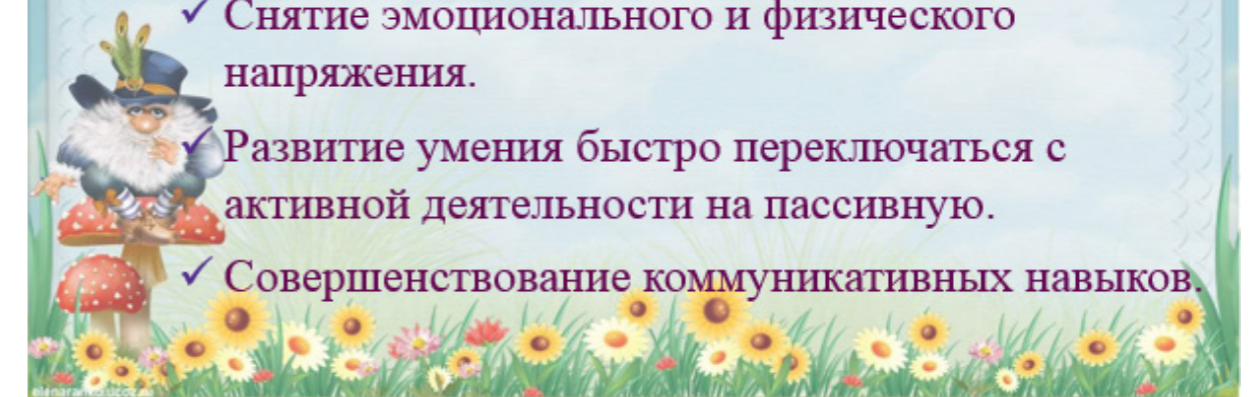 ✓ Снятие эмоционального и физического
напряжения.
✓ Развитие умения быстро переключаться с
активной деятельности на пассивную.
✓ Совершенствование коммуникативных навыков.